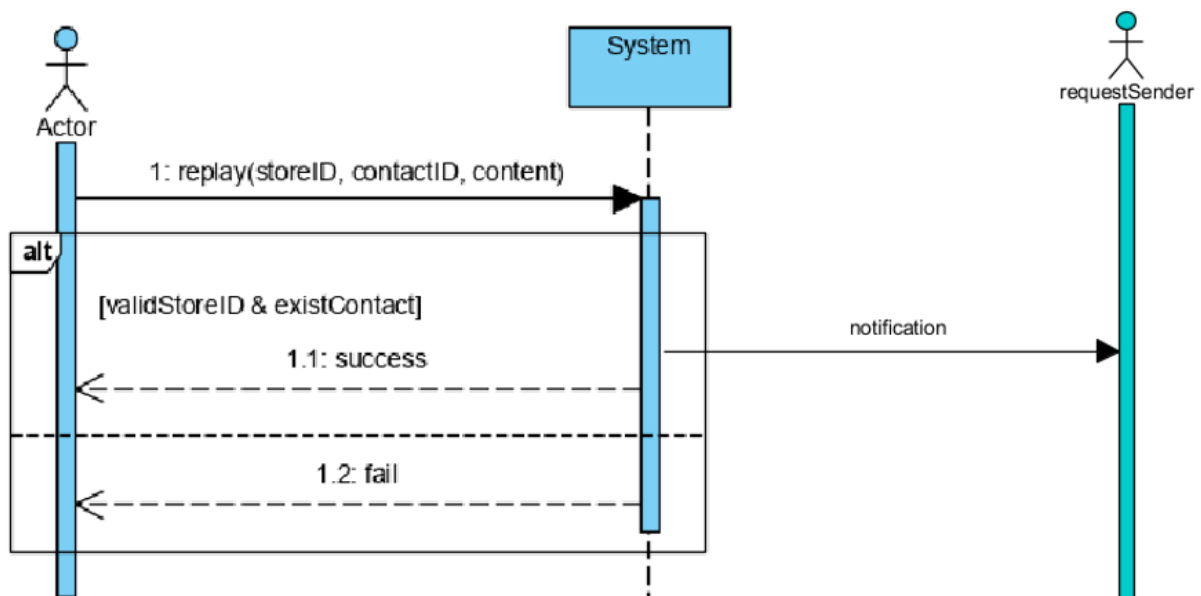 System
requestSender
Actor
1: replay(storeID, contactID, content)
alt
[validStoreID & existContact]
notification
1.1: success
1.2: fail